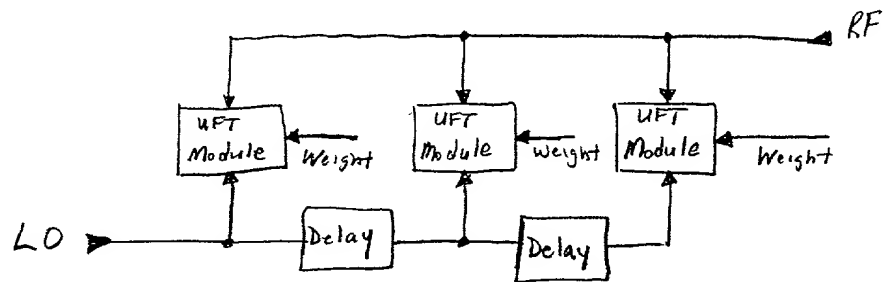 RF
UFT
Module
Weight
UFT
Module
Weight
UFT
Module
Weight
LO
Delay
Delay